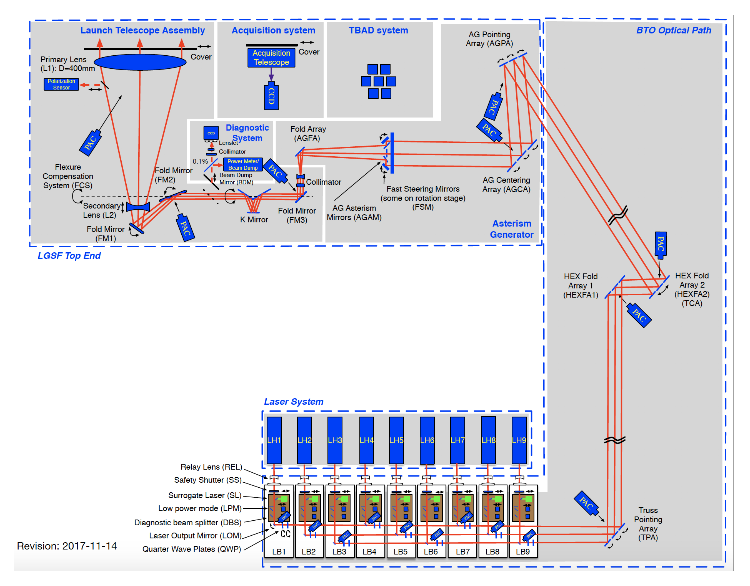 Launch Telescope Assembly
Acquisition system
TBAD system
AG Pointing
Array (AGPA)
BTO Optical Path
Primary Lens
(L1): D=400mm
Cover
Polarization
Sensor
Acquisition
Telescope
Cover
CCD
PAC
PAC
PAC
Diagnostic
System
Lenslet
Collimator
0.1%
Power Meter/
Beam Dump
Beam Dump
Mirror (BDM)
Fold Array
(AGFA)
PAC
Collimator
Flexure
Compensation
System (FCS)
Fold Mirror
(FM2)
Secondary
Lens (L2)
Fold Mirror
(FM1)
PAC
K Mirror
Fold Mirror
(FM3)
AG Asterism
Mirrors (AGAM)
Fast Steering Mirrors
(some on rotation stage)
(FSM)
AG Centering
Array (AGCA)
Asterism
Generator
LGSF Top End
PAC
HEX Fold
Array 1
(HEXFA1)
HEX Fold
Array 2
(HEXFA2)
(TCA)
PAC
Laser System
LH1
LH2
LH3
LH4
LH5
LH6
LH7
LH8
LH9
Relay Lens (REL)
Safety Shutter (SS)
Surrogate Laser (SL)
Low power mode (LPM)
Diagnostic beam splitter (DBS)
Laser Output Mirror (LOM)
Quarter Wave Plates (QWP)
CC
LB1
LB2
LB3
LB4
LB5
LB6
LB7
LB8
LB9
PAC
Truss
Pointing
Array
(TPA)
Revision: 2017-11-14